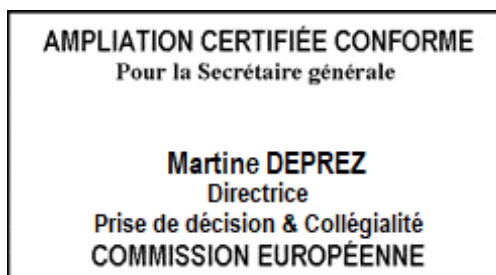 AMPLIATION CERTIFIÉE CONFORME
Pour la Secrétaire générale
Martine DEPREZ
Directrice
Prise de décision & Collégialité
COMMISSION EUROPÉENNE